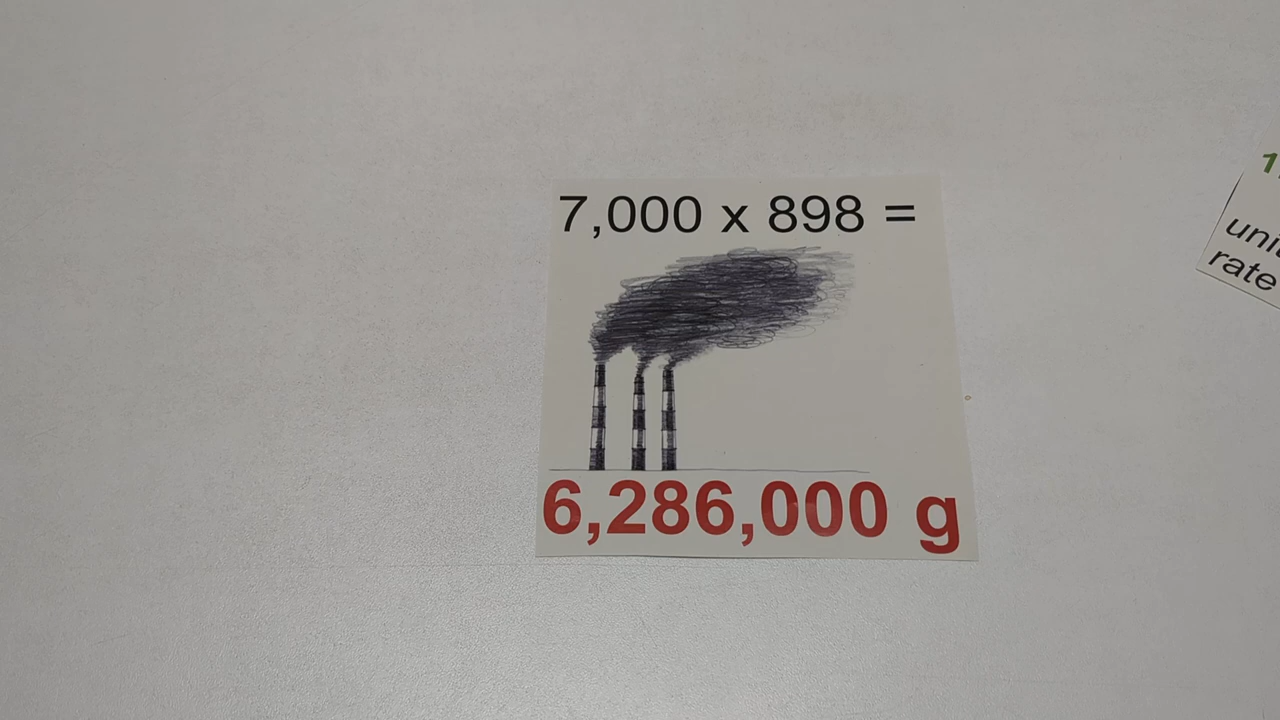 7,000 x 898 =
6,286,000 g
rate